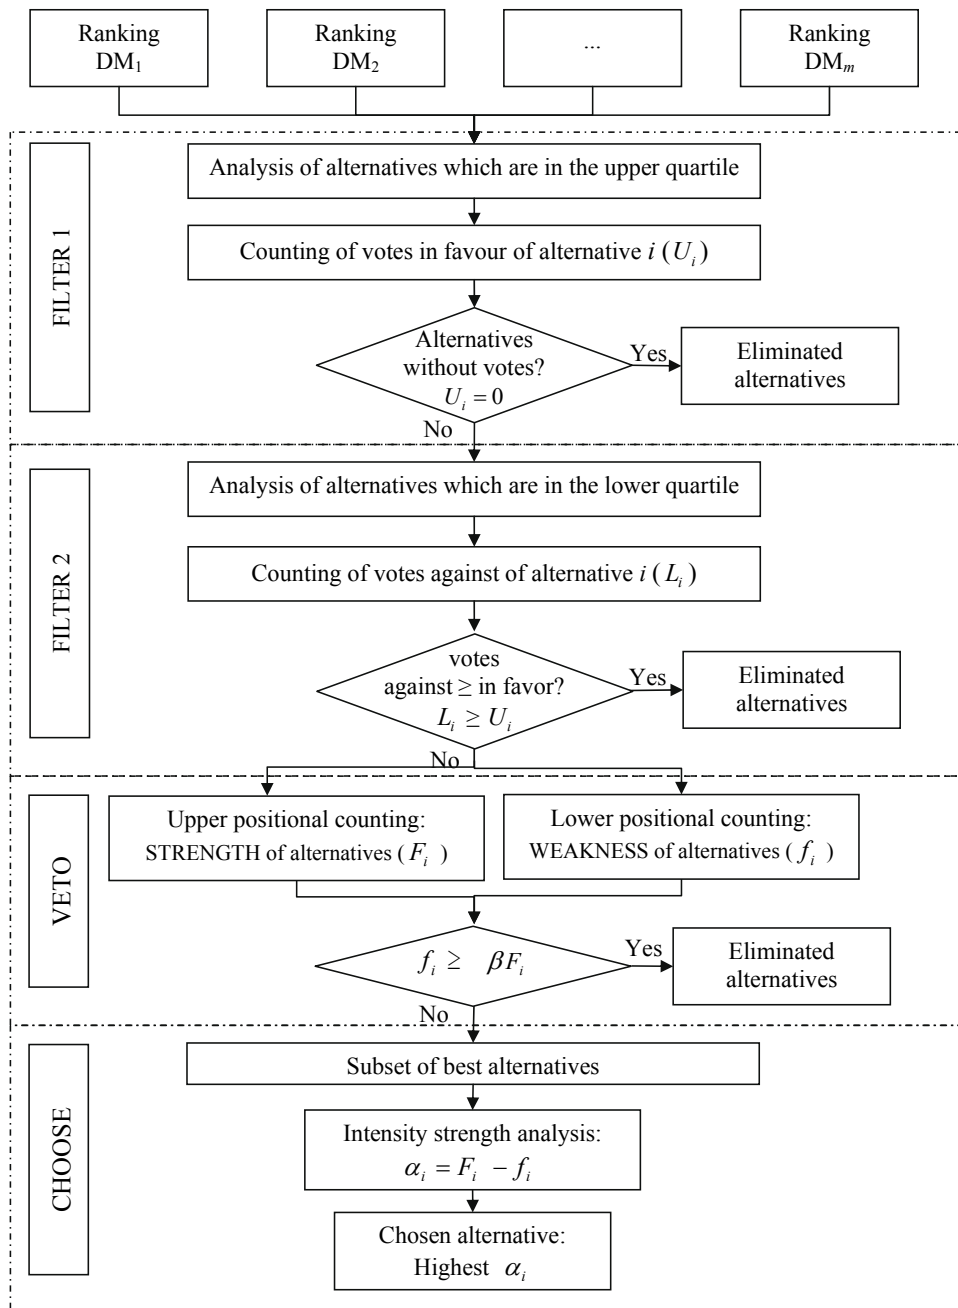 Ranking
DM₁
Ranking
DM₂
...
Ranking
DMₘ
FILTER 1
Analysis of alternatives which are in the upper quartile
Counting of votes in favour of alternative i (Uᵢ)
Alternatives
without votes?
Uᵢ = 0
Yes
Eliminated
alternatives
No
FILTER 2
Analysis of alternatives which are in the lower quartile
Counting of votes against of alternative i (Lᵢ)
votes
against ≥ in favor?
Lᵢ ≥ Uᵢ
Yes
Eliminated
alternatives
No
VETO
Upper positional counting:
STRENGTH of alternatives (Fᵢ )
Lower positional counting:
WEAKNESS of alternatives (fᵢ )
fᵢ ≥ βFᵢ
Yes
Eliminated
alternatives
No
CHOOSE
Subset of best alternatives
Intensity strength analysis:
αᵢ = Fᵢ − fᵢ
Chosen alternative:
Highest αᵢ